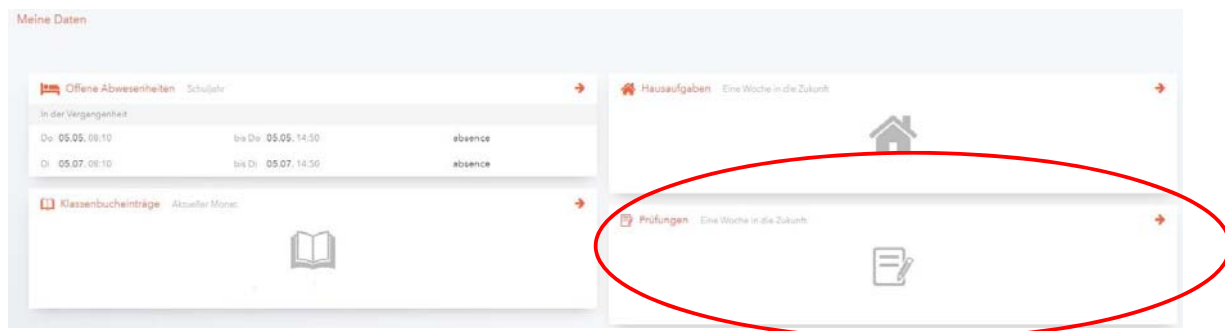 Meine Daten
Offene Abwesenheiten Schuljahr
In der Vergangenheit
Do 05.05. 08:10 bis Do 05.05. 14:50 absence
Di 05.07. 08:10 bis Di 05.07. 14:30 absence
Klassenbucheinträge Aktueller Monat
Hausaufgaben Eine Woche in die Zukunft
Prüfungen Eine Woche in die Zukunft